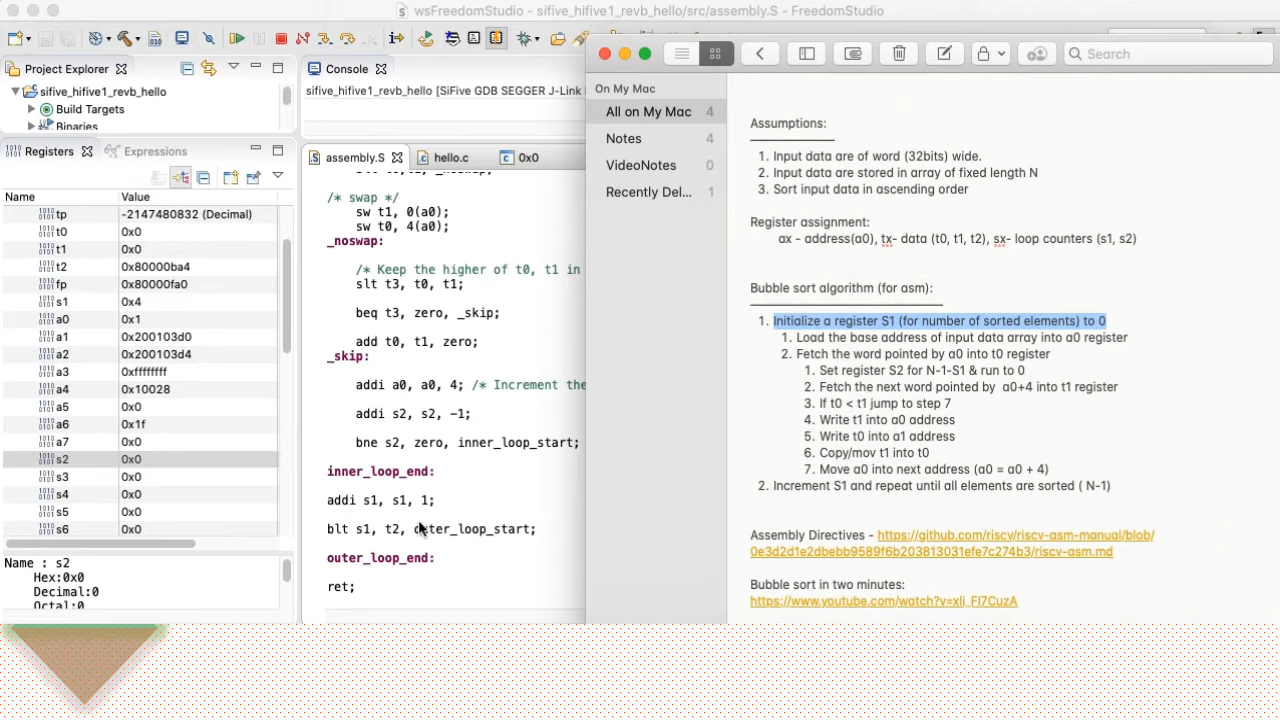 wsFreedomStudio - sifive_hifive1_revb_hello/src/assembly.S - FreedomStudio
Project Explorer
sifive_hifive1_revb_hello
Build Targets
Binaries
Registers
Expressions
Name Value
tp -2147480832 (Decimal)
t0 0x0
t1 0x0
t2 0x80000ba4
fp 0x80000fa0
s1 0x4
a0 0x1
a1 0x200103d0
a2 0x200103d4
a3 0xffffffff
a4 0x10028
a5 0x0
a6 0x1f
a7 0x0
s2 0x0
s3 0x0
s4 0x0
s5 0x0
s6 0x0
Name : s2
Hex:0x0
Decimal:0
Octal:0
Console
sifive_hifive1_revb_hello [SiFive GDB SEGGER J-Link
assembly.S
hello.c
0x0
/* swap */
sw t1, 0(a0);
sw t0, 4(a0);
_noswap:
/* Keep the higher of t0, t1 in
slt t3, t0, t1;
beq t3, zero, _skip;
add t0, t1, zero;
_skip:
addi a0, a0, 4; /* Increment the
addi s2, s2, -1;
bne s2, zero, inner_loop_start;
inner_loop_end:
addi s1, s1, 1;
blt s1, t2, outer_loop_start;
outer_loop_end:
ret;
Search
On My Mac
All on My Mac 4
Notes 4
VideoNotes 0
Recently Del... 1
Assumptions:
1. Input data are of word (32bits) wide.
2. Input data are stored in array of fixed length N
3. Sort input data in ascending order
Register assignment:
ax - address(a0), tx- data (t0, t1, t2), sx- loop counters (s1, s2)
Bubble sort algorithm (for asm):
1. Initialize a register S1 (for number of sorted elements) to 0
1. Load the base address of input data array into a0 register
2. Fetch the word pointed by a0 into t0 register
1. Set register S2 for N-1-S1 & run to 0
2. Fetch the next word pointed by a0+4 into t1 register
3. If t0 < t1 jump to step 7
4. Write t1 into a0 address
5. Write t0 into a1 address
6. Copy/mov t1 into t0
7. Move a0 into next address (a0 = a0 + 4)
2. Increment S1 and repeat until all elements are sorted ( N-1)
Assembly Directives - https://github.com/riscv/riscv-asm-manual/blob/
0e3d2d1e2dbebb9589f6b203813031efe7c274b3/riscv-asm.md
Bubble sort in two minutes:
https://www.youtube.com/watch?v=xli_FI7CuzA